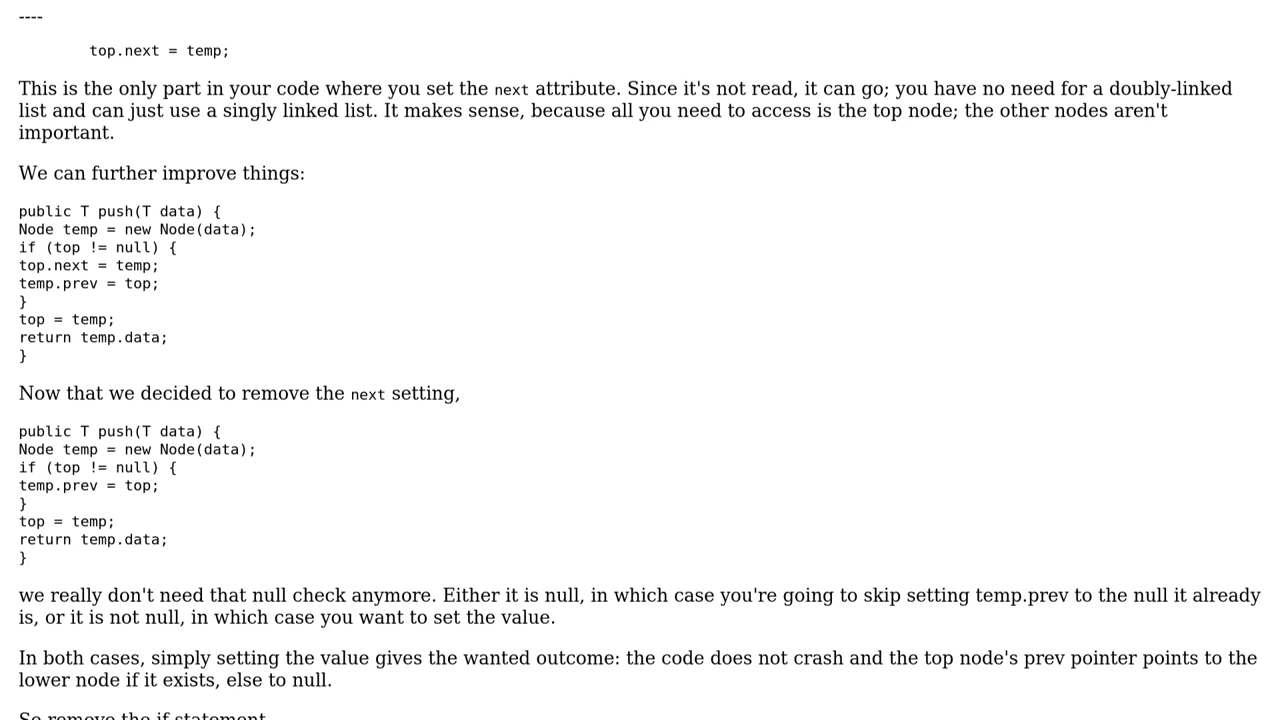 ----
top.next = temp;
This is the only part in your code where you set the next attribute. Since it's not read, it can go; you have no need for a doubly-linked
list and can just use a singly linked list. It makes sense, because all you need to access is the top node; the other nodes aren't
important.
We can further improve things:
public T push(T data) {
Node temp = new Node(data);
if (top != null) {
top.next = temp;
temp.prev = top;
}
top = temp;
return temp.data;
}
Now that we decided to remove the next setting,
public T push(T data) {
Node temp = new Node(data);
if (top != null) {
temp.prev = top;
}
top = temp;
return temp.data;
}
we really don't need that null check anymore. Either it is null, in which case you're going to skip setting temp.prev to the null it already
is, or it is not null, in which case you want to set the value.
In both cases, simply setting the value gives the wanted outcome: the code does not crash and the top node's prev pointer points to the
lower node if it exists, else to null.
So remove the if statement